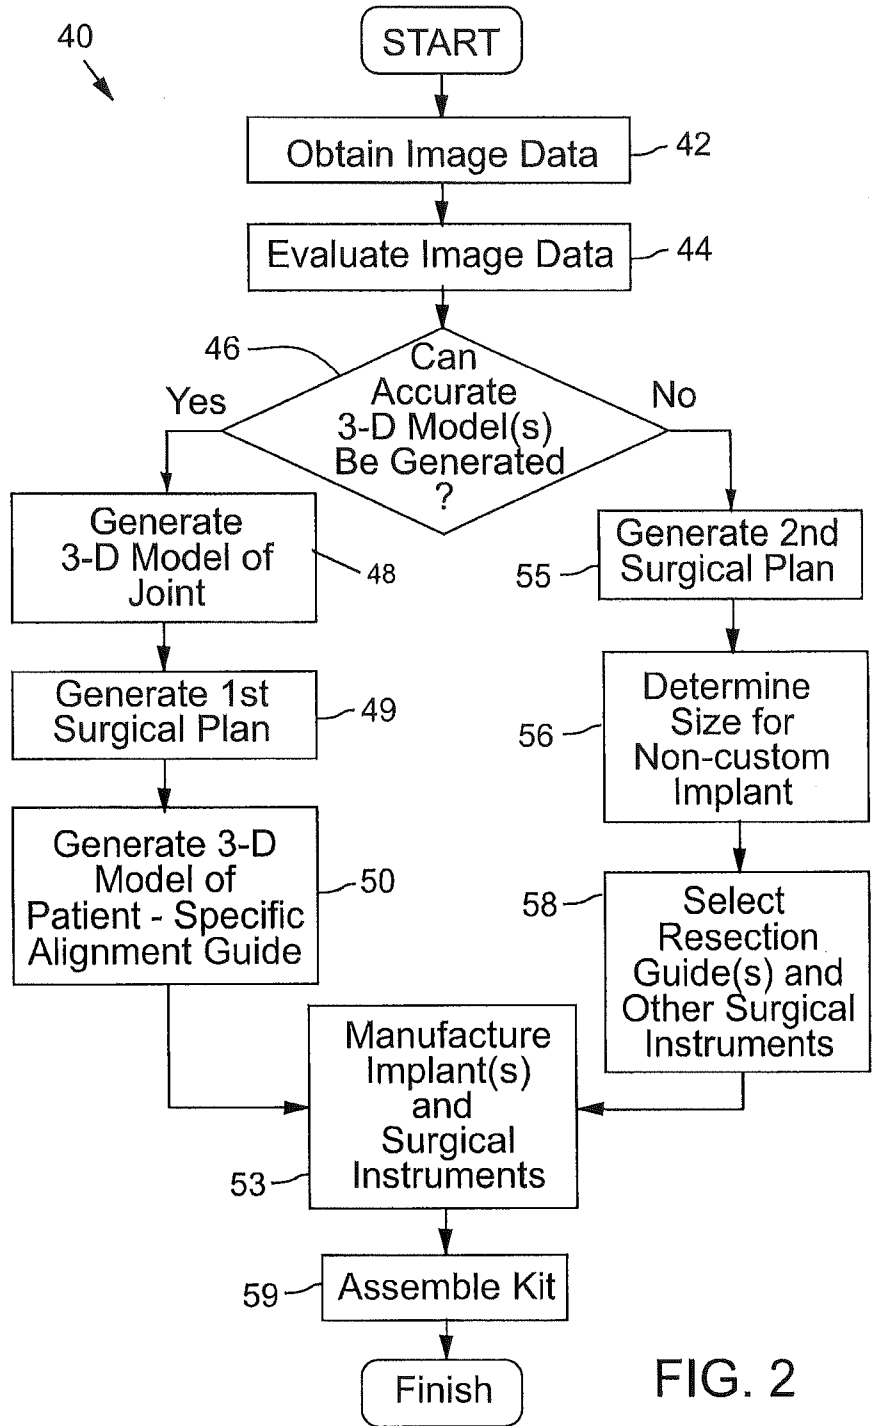 40
START
Obtain Image Data
42
Evaluate Image Data
44
46
Can
Accurate
3-D Model(s)
Be Generated
?
Yes
No
Generate
3-D Model of
Joint
48
Generate 1st
Surgical Plan
49
Generate 3-D
Model of
Patient - Specific
Alignment Guide
50
Generate 2nd
Surgical Plan
55
Determine
Size for
Non-custom
Implant
56
Select
Resection
Guide(s) and
Other Surgical
Instruments
58
Manufacture
Implant(s)
and
Surgical
Instruments
53
Assemble Kit
59
Finish
FIG. 2